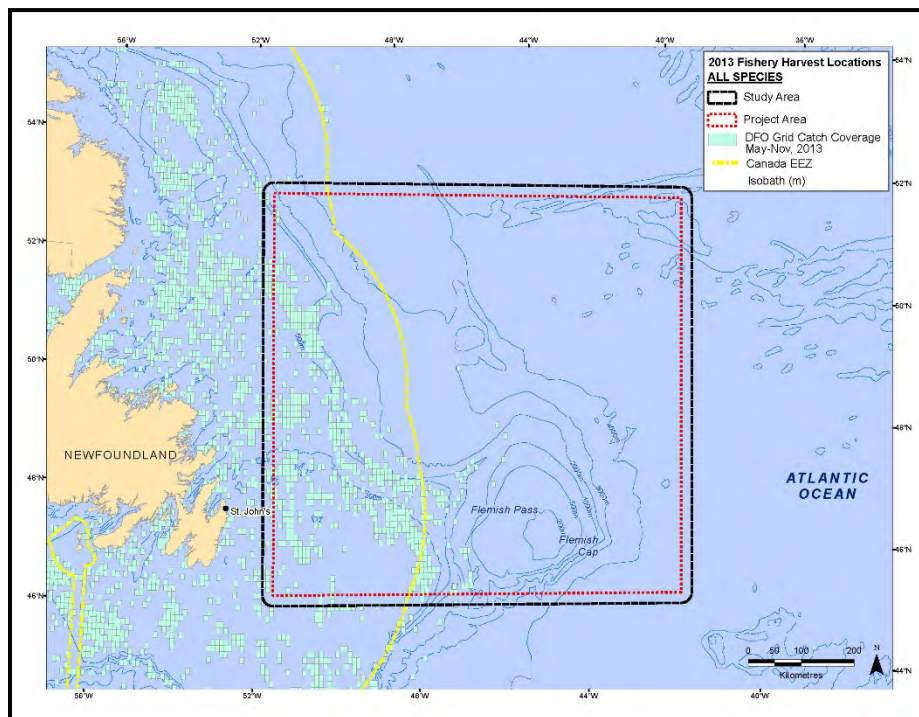 56°W 52°W 48°W 44°W 40°W 36°W
2013 Fishery Harvest Locations
ALL SPECIES
Study Area
Project Area
DFO Grid Catch Coverage
May-Nov, 2013
Canada EEZ
Isobath (m)
54°N
54°N
52°N
52°N
50°N
50°N
500m
48°N
48°N
NEWFOUNDLAND
St. John's
200m
Flemish Pass
Flemish
Cap
ATLANTIC
OCEAN
46°N
46°N
0 50 100 200
Kilometres
N
44°N
56°W 52°W 48°W 44°W 40°W